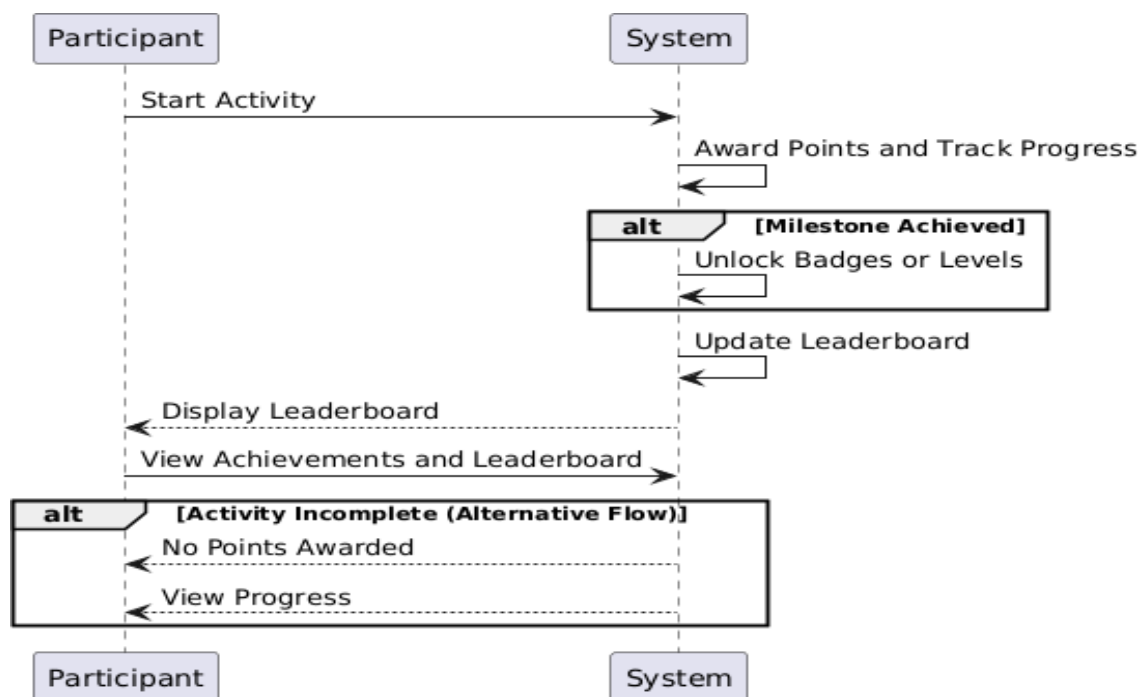 Participant System
Start Activity
Award Points and Track Progress
alt [Milestone Achieved]
Unlock Badges or Levels
Update Leaderboard
Display Leaderboard
View Achievements and Leaderboard
alt [Activity Incomplete (Alternative Flow)]
No Points Awarded
View Progress
Participant System